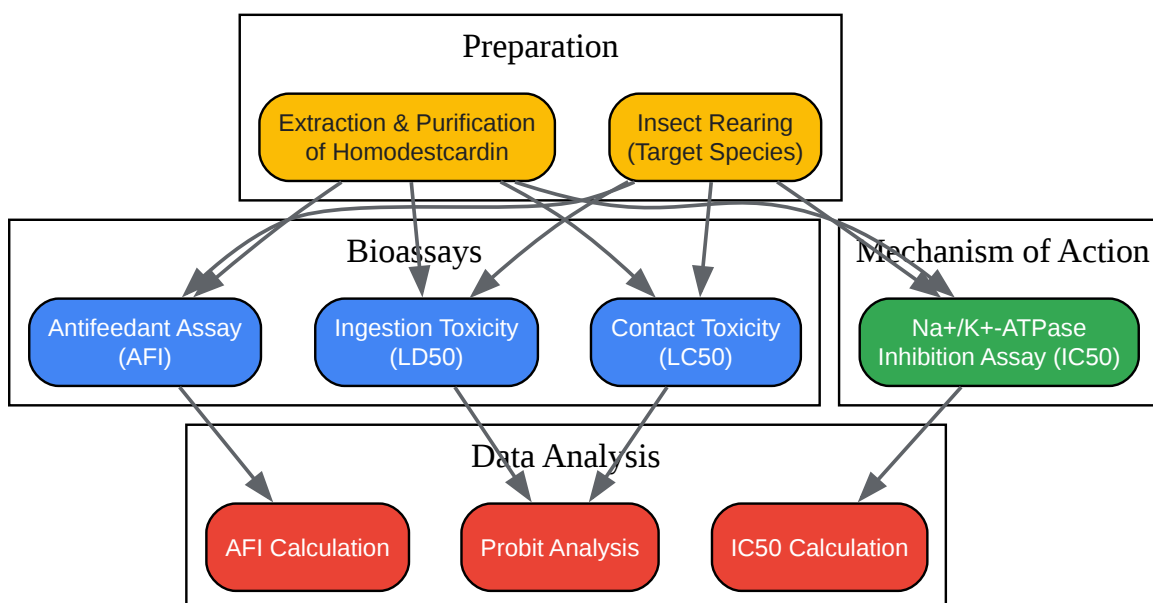 Preparation
Extraction & Purification
of Homodestcardin
Insect Rearing
(Target Species)
Bioassays
Mechanism of Action
Antifeedant Assay
(AFI)
Ingestion Toxicity
(LD50)
Contact Toxicity
(LC50)
Na+/K+-ATPase
Inhibition Assay (IC50)
Data Analysis
AFI Calculation
Probit Analysis
IC50 Calculation